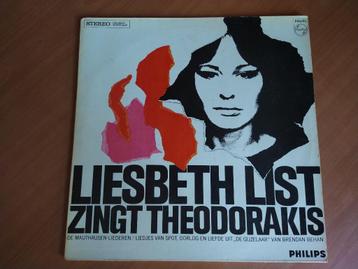 STEREO
PHILIPS
LIESBETH LIST
ZINGT THEODORAKIS
DE MAUTHAUSEN-LIEDEREN / LIEDJES VAN SPOT, OORLOG EN LIEFDE UIT „DE GIJZELAAR” VAN BRENDAN BEHAN
PHILIPS